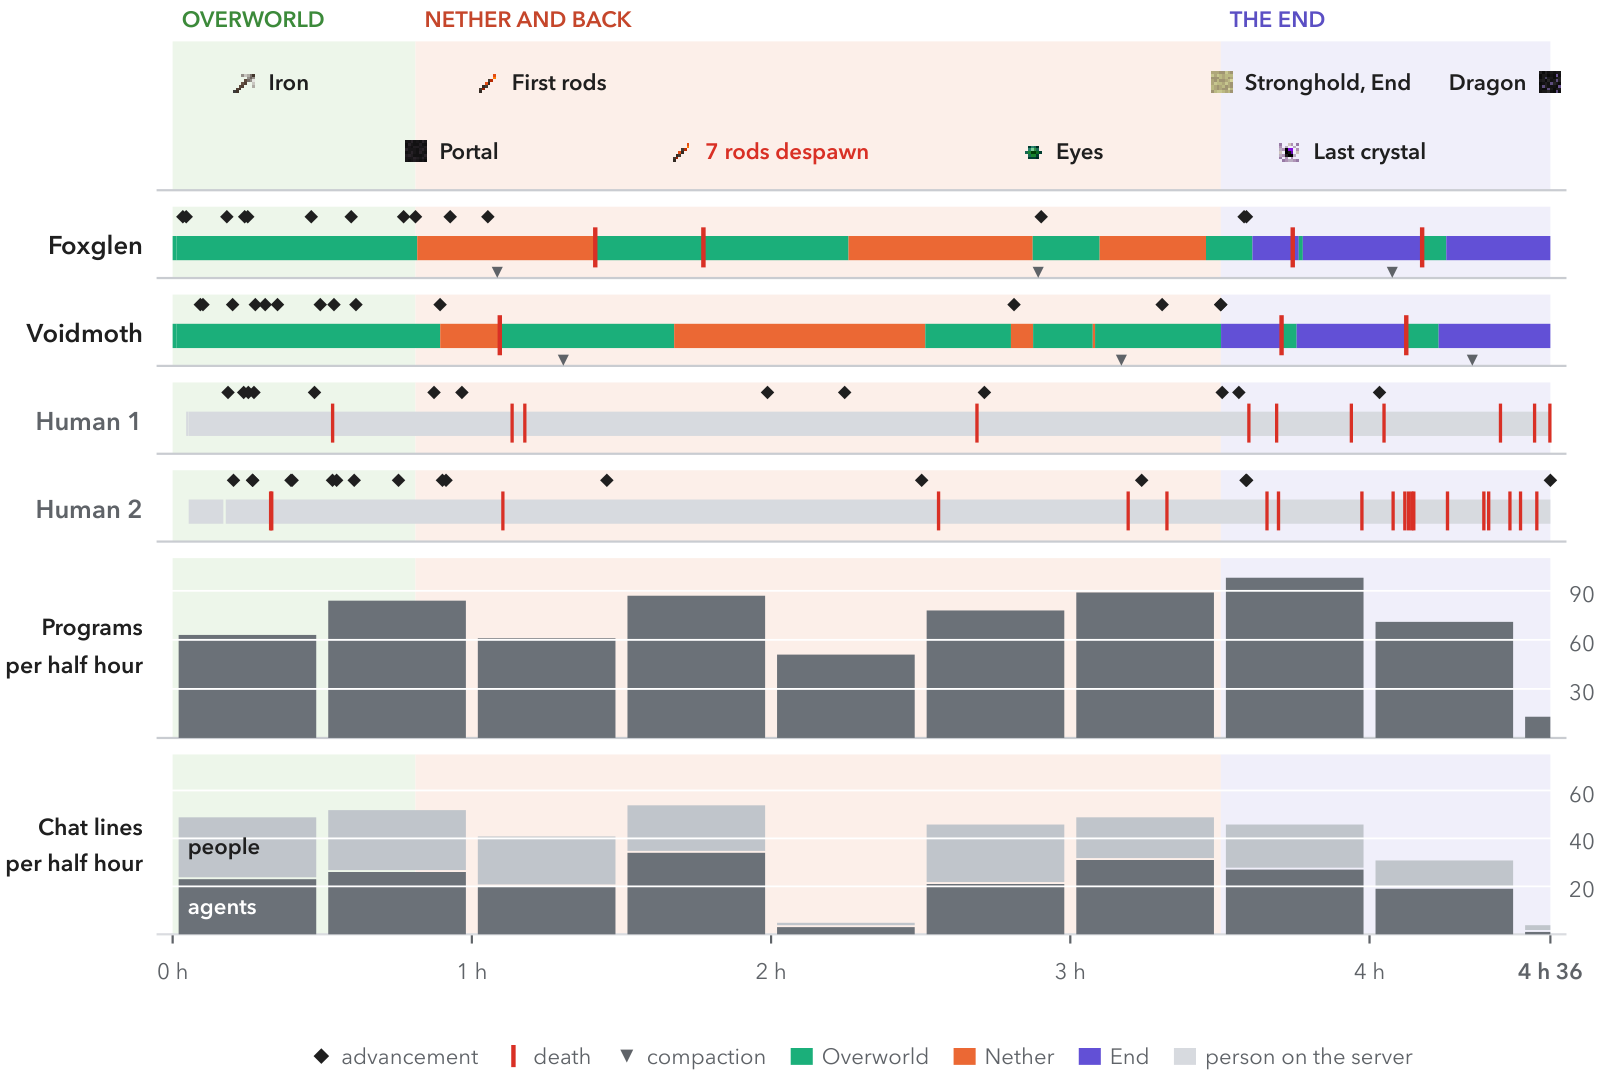 OVERWORLD
NETHER AND BACK
THE END
Iron
First rods
Stronghold, End
Dragon
Portal
7 rods despawn
Eyes
Last crystal
Foxglen
Voidmoth
Human 1
Human 2
Programs
per half hour
90
60
30
Chat lines
per half hour
people
agents
60
40
20
0 h
1 h
2 h
3 h
4 h
4 h 36
advancement
death
compaction
Overworld
Nether
End
person on the server